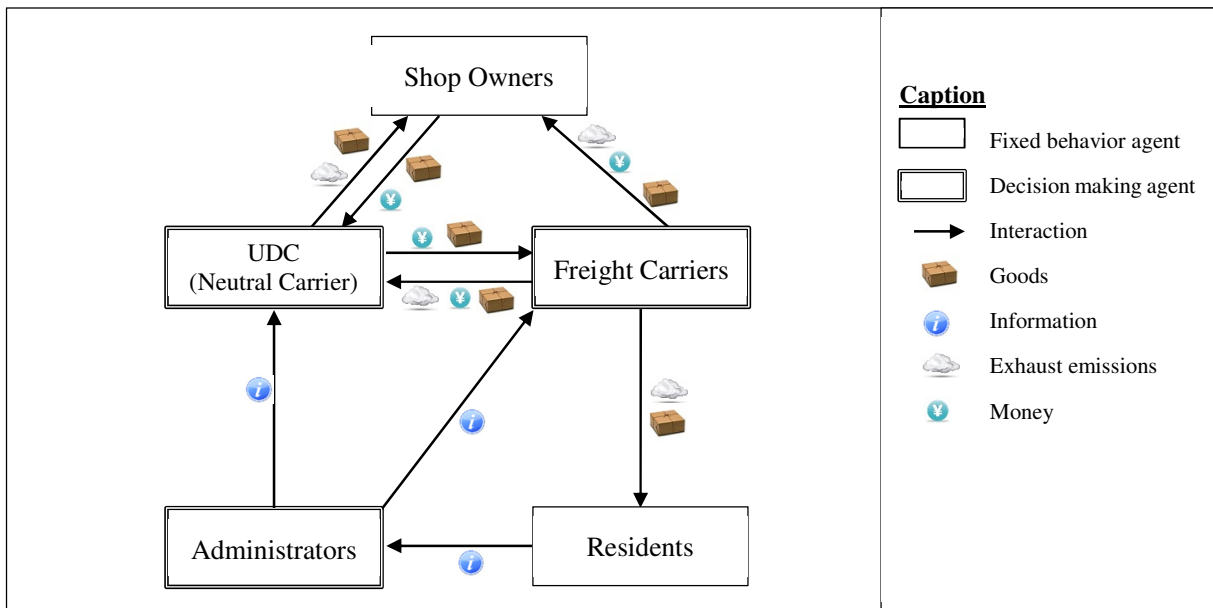 Shop Owners
UDC
(Neutral Carrier)
Freight Carriers
Administrators
Residents
Caption
Fixed behavior agent
Decision making agent
Interaction
Goods
Information
Exhaust emissions
Money
¥
¥
¥
¥
i
i
i
i
¥